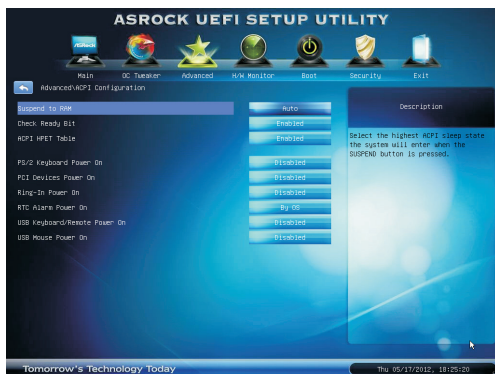 ASROCK UEFI SETUP UTILITY
ASRock
Main OC Tweaker Advanced H/W Monitor Boot Security Exit
Advanced\ACPI Configuration
Description
Suspend to RAM Auto
Check Ready Bit Enabled
ACPI HPET Table Enabled
Select the highest ACPI sleep state
the system will enter when the
SUSPEND button is pressed.
PS/2 Keyboard Power On Disabled
PCI Devices Power On Disabled
Ring-In Power On Disabled
RTC Alarm Power On By OS
USB Keyboard/Remote Power On Disabled
USB Mouse Power On Disabled
Tomorrow's Technology Today
Thu 05/17/2012, 18:25:20